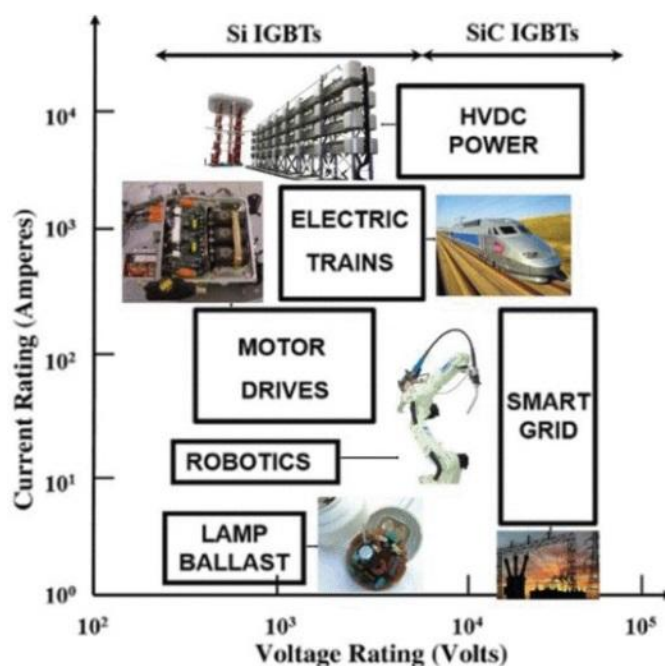 Si IGBTs
SiC IGBTs
10⁴
HVDC
POWER
10³
ELECTRIC
TRAINS
10²
MOTOR
DRIVES
SMART
GRID
ROBOTICS
10¹
LAMP
BALLAST
10⁰
10²
10³
10⁴
10⁵
Current Rating (Amperes)
Voltage Rating (Volts)